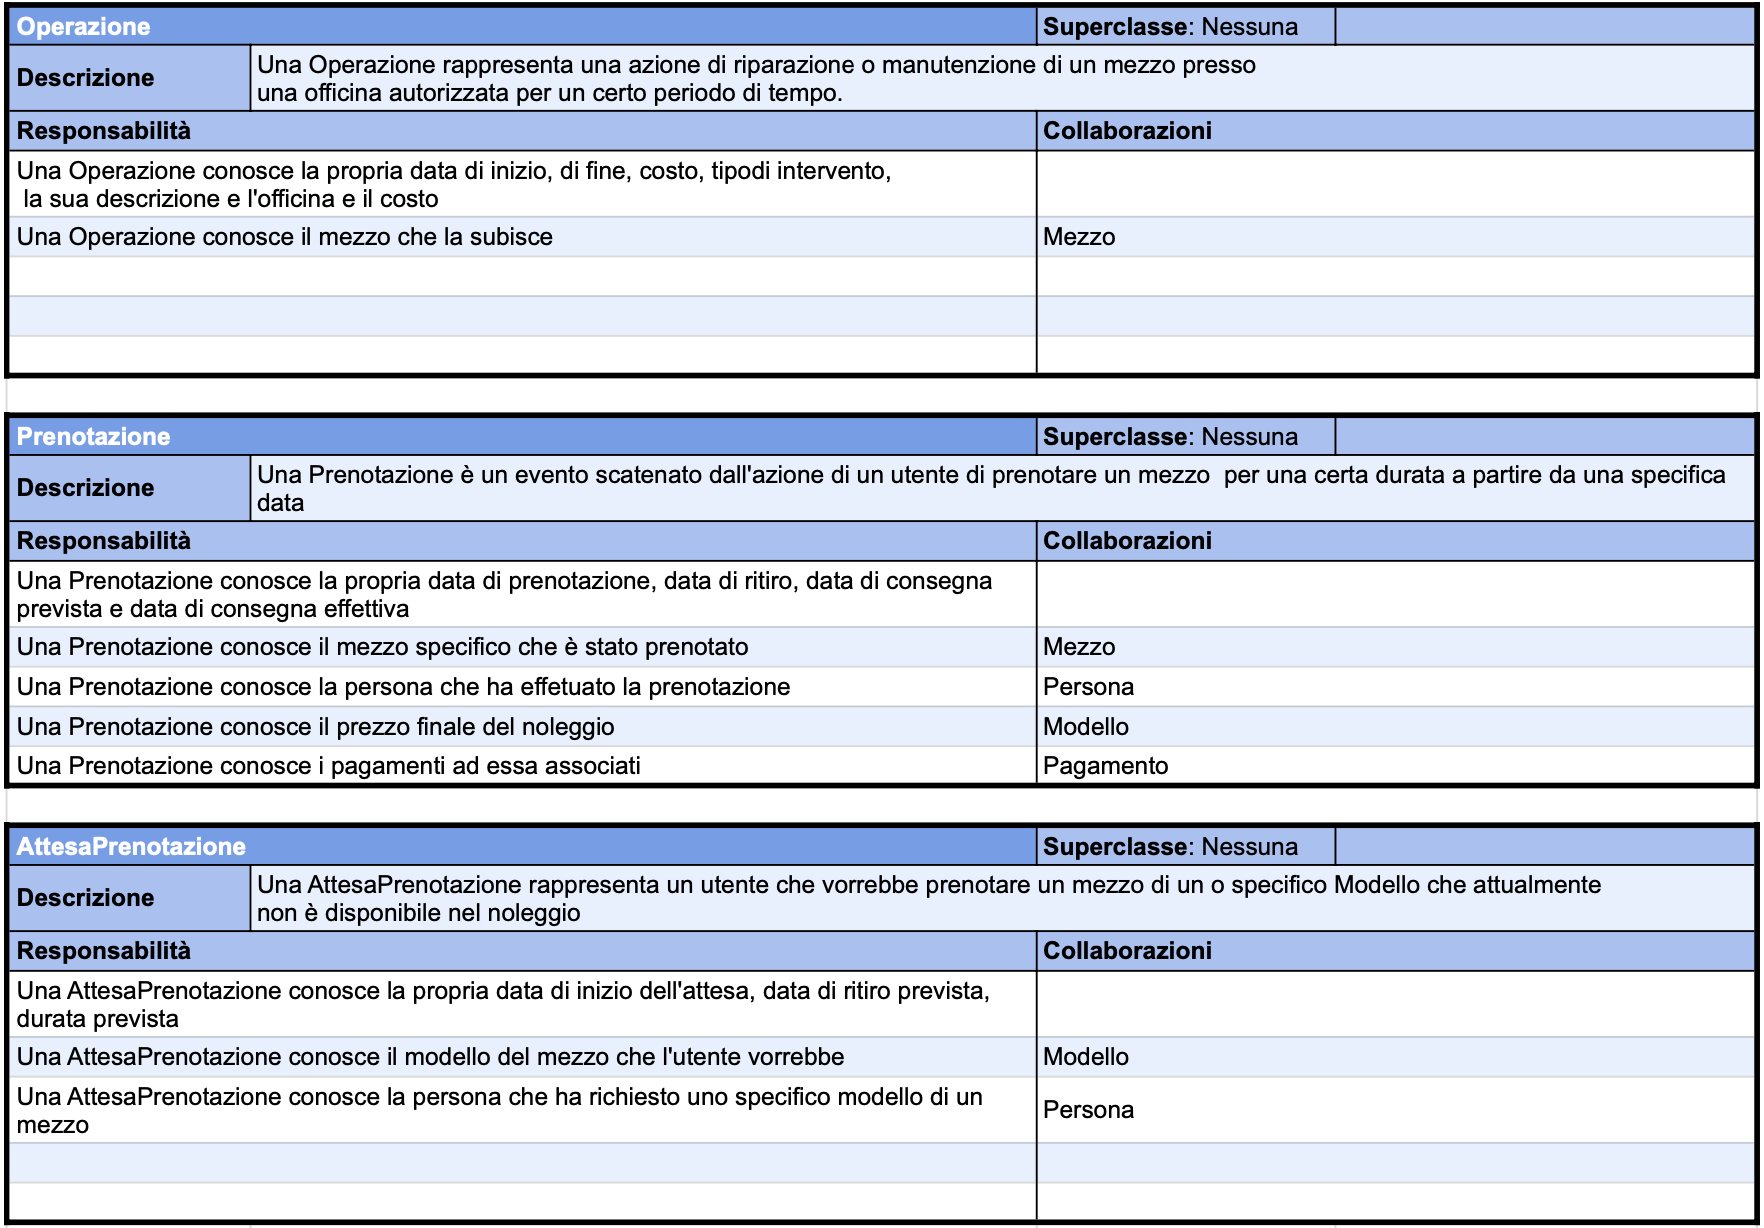 Operazione
Superclasse: Nessuna
Descrizione
Una Operazione rappresenta una azione di riparazione o manutenzione di un mezzo presso
una officina autorizzata per un certo periodo di tempo.
Responsabilità
Collaborazioni
Una Operazione conosce la propria data di inizio, di fine, costo, tipodi intervento,
la sua descrizione e l'officina e il costo
Una Operazione conosce il mezzo che la subisce
Mezzo
Prenotazione
Superclasse: Nessuna
Descrizione
Una Prenotazione è un evento scatenato dall'azione di un utente di prenotare un mezzo  per una certa durata a partire da una specifica
data
Responsabilità
Collaborazioni
Una Prenotazione conosce la propria data di prenotazione, data di ritiro, data di consegna
prevista e data di consegna effettiva
Una Prenotazione conosce il mezzo specifico che è stato prenotato
Mezzo
Una Prenotazione conosce la persona che ha effetuato la prenotazione
Persona
Una Prenotazione conosce il prezzo finale del noleggio
Modello
Una Prenotazione conosce i pagamenti ad essa associati
Pagamento
AttesaPrenotazione
Superclasse: Nessuna
Descrizione
Una AttesaPrenotazione rappresenta un utente che vorrebbe prenotare un mezzo di un o specifico Modello che attualmente
non è disponibile nel noleggio
Responsabilità
Collaborazioni
Una AttesaPrenotazione conosce la propria data di inizio dell'attesa, data di ritiro prevista,
durata prevista
Una AttesaPrenotazione conosce il modello del mezzo che l'utente vorrebbe
Modello
Una AttesaPrenotazione conosce la persona che ha richiesto uno specifico modello di un
mezzo
Persona